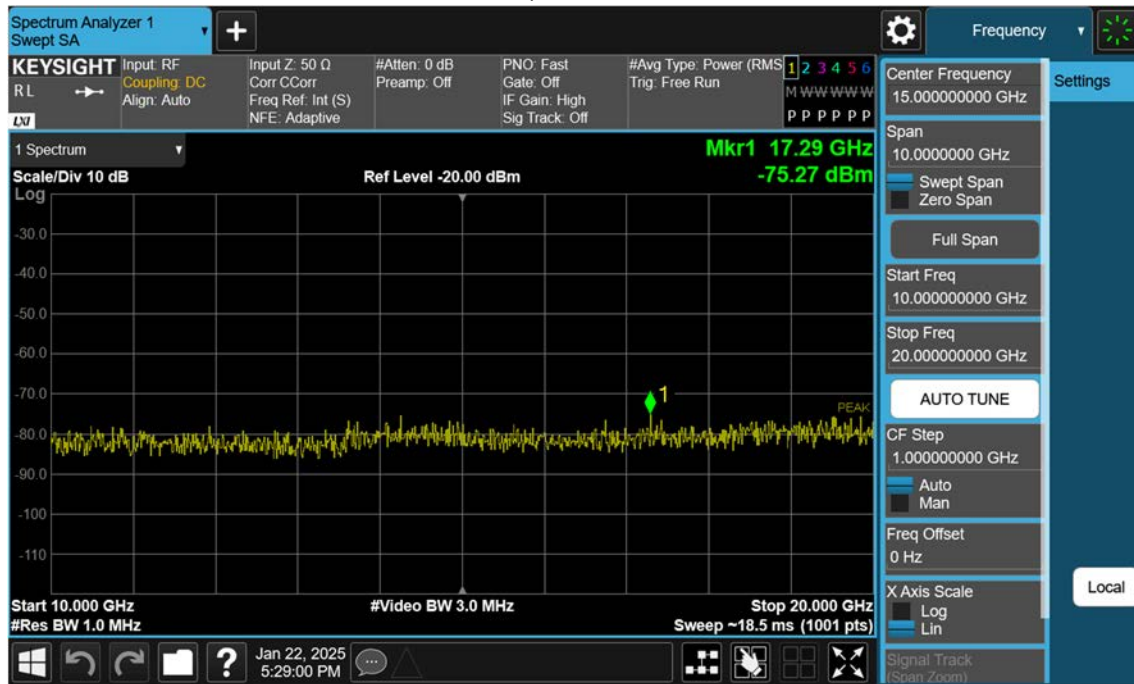 Spectrum Analyzer 1
Swept SA
+
Frequency
KEYSIGHT
R L
LXI
Input: RF
Coupling: DC
Align: Auto
Input Z: 50 Ω
Corr CCorr
Freq Ref: Int (S)
NFE: Adaptive
#Atten: 0 dB
Preamp: Off
PNO: Fast
Gate: Off
IF Gain: High
Sig Track: Off
#Avg Type: Power (RMS
Trig: Free Run
1 2 3 4 5 6
M W W W W W
P P P P P P
1 Spectrum
Scale/Div 10 dB
Ref Level -20.00 dBm
Mkr1 17.29 GHz
-75.27 dBm
Log
-30.0
-40.0
-50.0
-60.0
-70.0
1
PEAK
-80.0
-90.0
-100
-110
Start 10.000 GHz
#Video BW 3.0 MHz
Stop 20.000 GHz
#Res BW 1.0 MHz
Sweep ~18.5 ms (1001 pts)
?
Jan 22, 2025
5:29:00 PM
Center Frequency
15.000000000 GHz
Span
10.0000000 GHz
Swept Span
Zero Span
Full Span
Start Freq
10.000000000 GHz
Stop Freq
20.000000000 GHz
AUTO TUNE
CF Step
1.000000000 GHz
Auto
Man
Freq Offset
0 Hz
X Axis Scale
Log
Lin
Signal Track
(Span Zoom)
Settings
Local